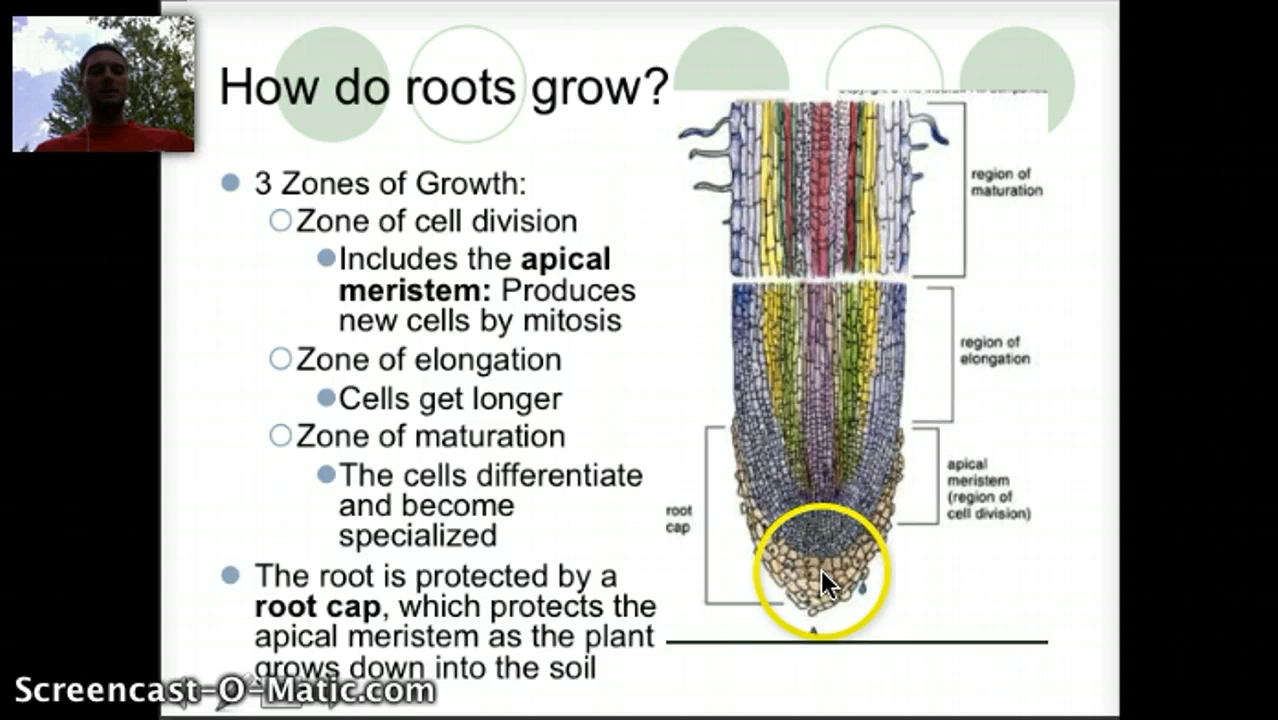 How do roots grow?
3 Zones of Growth:
Zone of cell division
Includes the apical
meristem: Produces
new cells by mitosis
Zone of elongation
Cells get longer
Zone of maturation
The cells differentiate
and become
specialized
The root is protected by a
root cap, which protects the
apical meristem as the plant
grows down into the soil
region of
maturation
region of
elongation
apical
meristem
(region of
cell division)
root
cap
A
Screencast-O-Matic.com